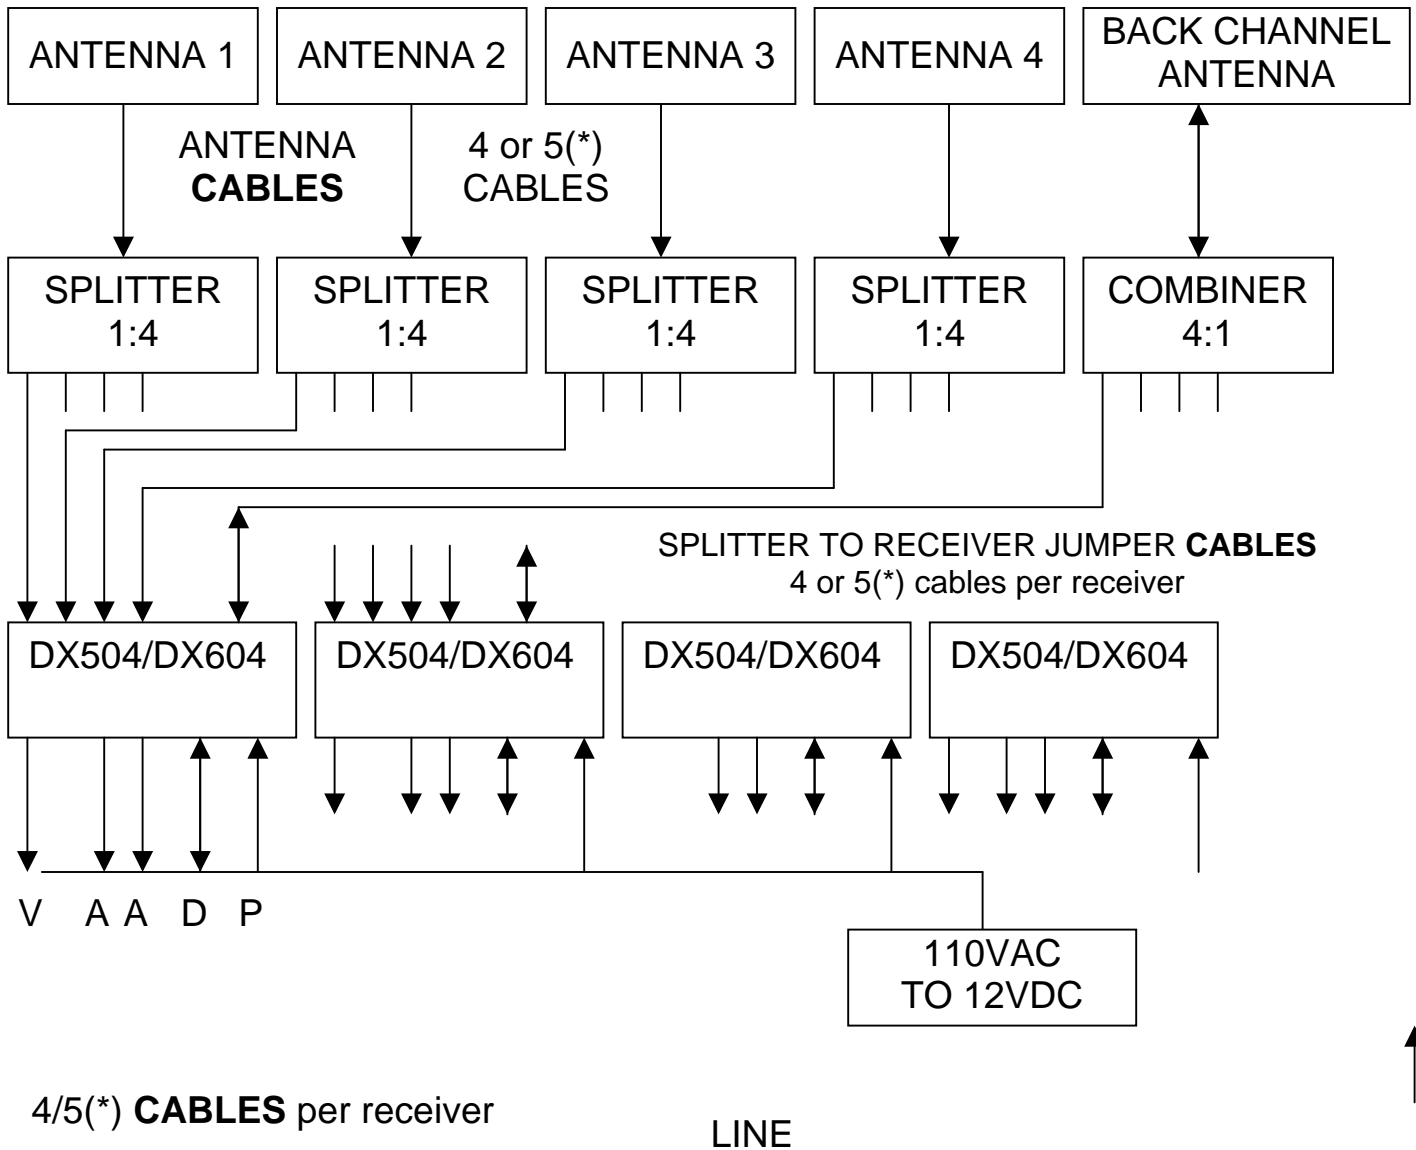 ANTENNA 1
ANTENNA 2
ANTENNA 3
ANTENNA 4
BACK CHANNEL
ANTENNA
ANTENNA
CABLES
4 or 5(*)
CABLES
SPLITTER
1:4
SPLITTER
1:4
SPLITTER
1:4
SPLITTER
1:4
COMBINER
4:1
SPLITTER TO RECEIVER JUMPER CABLES
4 or 5(*) cables per receiver
DX504/DX604
DX504/DX604
DX504/DX604
DX504/DX604
V A A D P
110VAC
TO 12VDC
4/5(*) CABLES per receiver
LINE